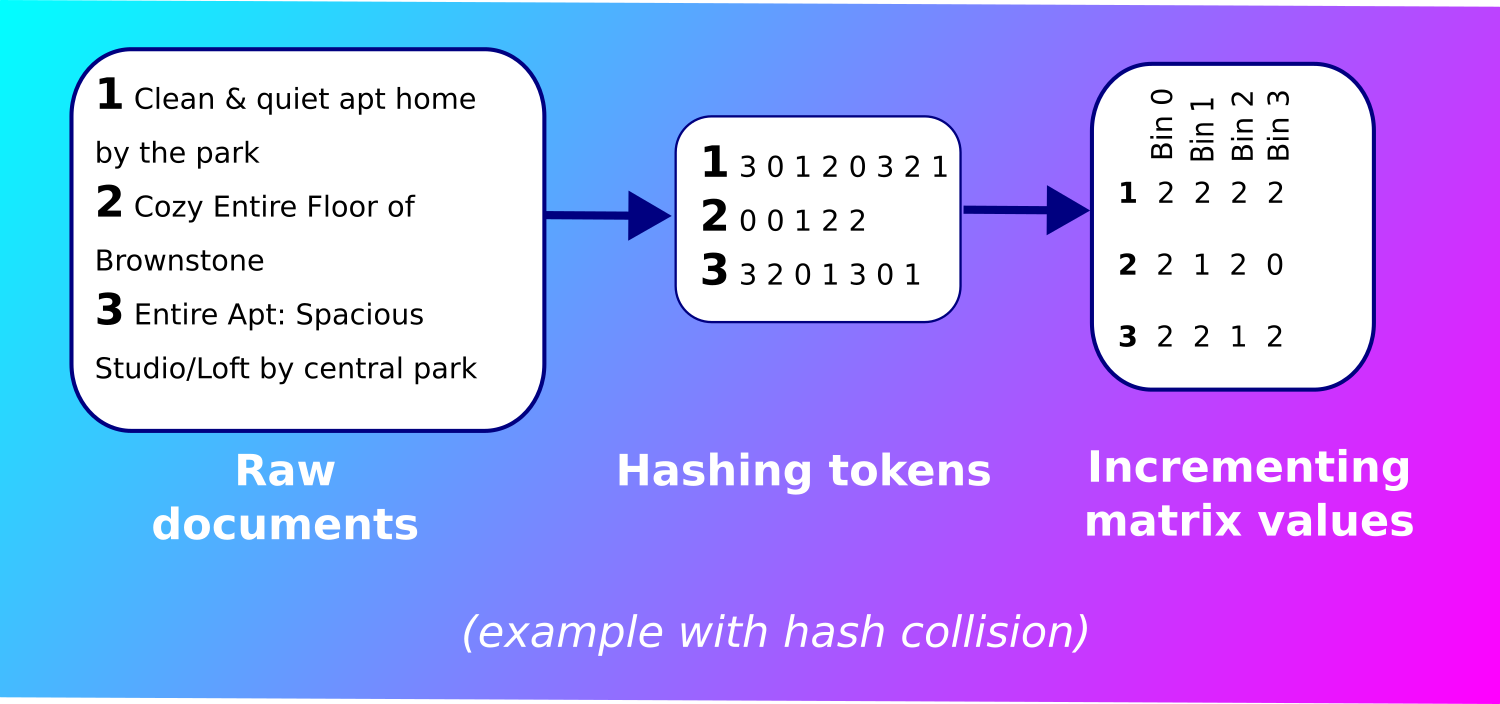 1 Clean & quiet apt home
by the park
2 Cozy Entire Floor of
Brownstone
3 Entire Apt: Spacious
Studio/Loft by central park
Raw
documents
1 3 0 1 2 0 3 2 1
2 0 0 1 2 2
3 3 2 0 1 3 0 1
Hashing tokens
Bin 0 Bin 1 Bin 2 Bin 3
1 2 2 2 2
2 2 1 2 0
3 2 2 1 2
Incrementing
matrix values
(example with hash collision)